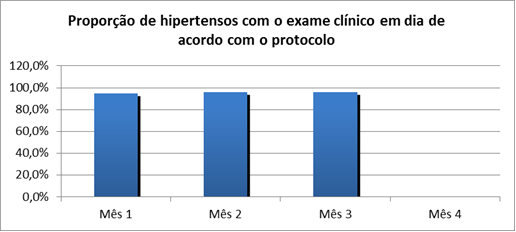 Proporção de hipertensos com o exame clínico em dia de
acordo com o protocolo
120,0%
100,0%
80,0%
60,0%
40,0%
20,0%
0,0%
Mês 1 Mês 2 Mês 3 Mês 4